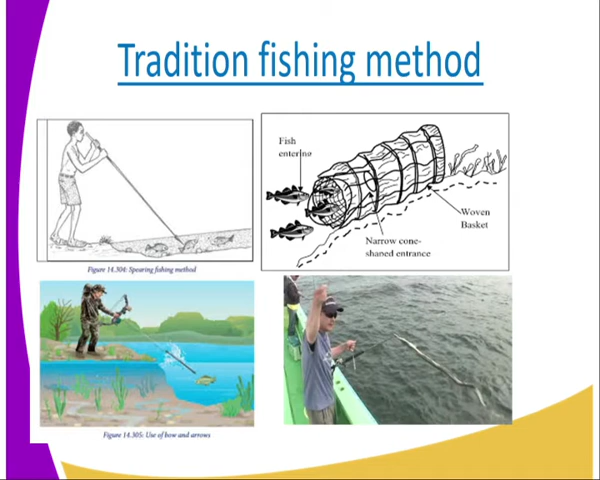 Tradition fishing method
Fish
entering
Woven
Basket
Narrow cone-
shaned entrance
Figure 14.304: Spearing fishing method
Figure 14.305: Use of bow and arrows